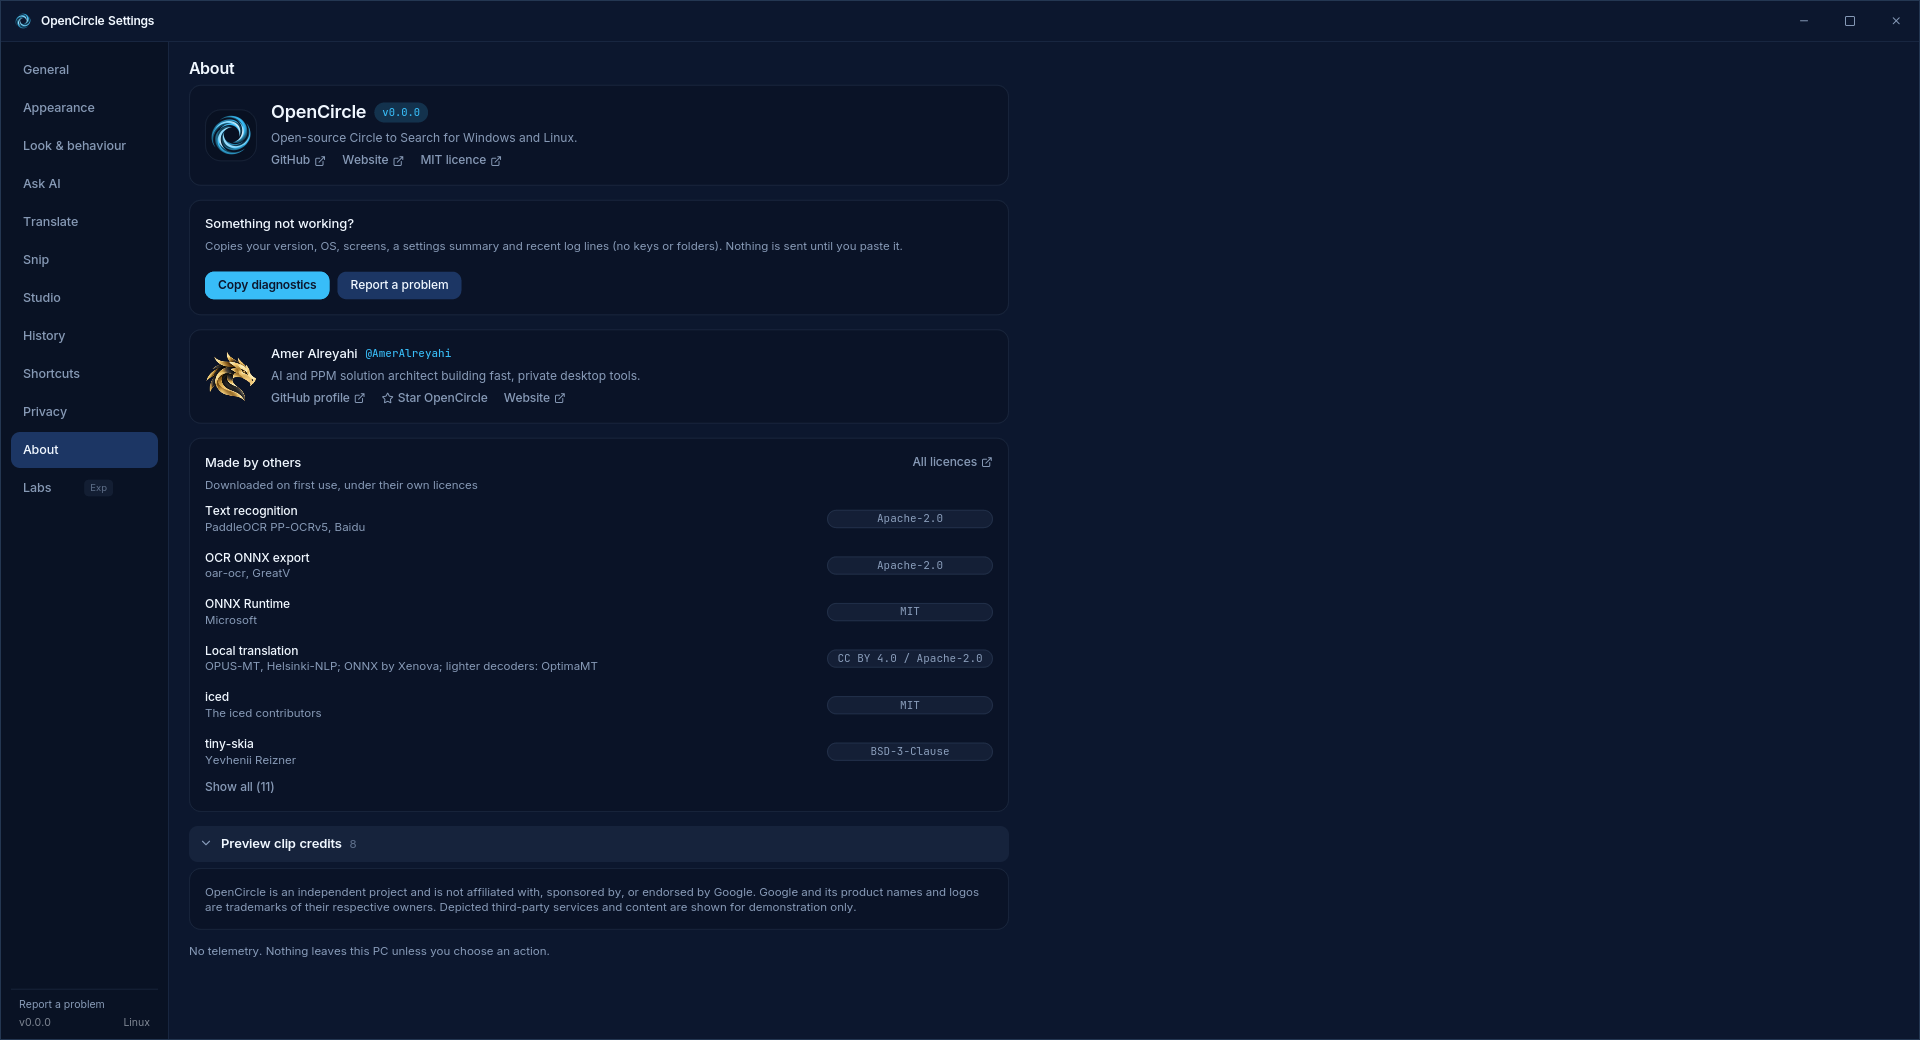 OpenCircle Settings
General
Appearance
Look & behaviour
Ask AI
Translate
Snip
Studio
History
Shortcuts
Privacy
About
Labs Exp
Report a problem
v0.0.0 Linux
About
OpenCircle v0.0.0
Open-source Circle to Search for Windows and Linux.
GitHub Website MIT licence
Something not working?
Copies your version, OS, screens, a settings summary and recent log lines (no keys or folders). Nothing is sent until you paste it.
Copy diagnostics Report a problem
Amer Alreyahi @AmerAlreyahi
AI and PPM solution architect building fast, private desktop tools.
GitHub profile Star OpenCircle Website
Made by others All licences
Downloaded on first use, under their own licences
Text recognition
PaddleOCR PP-OCRv5, Baidu
Apache-2.0
OCR ONNX export
oar-ocr, GreatV
Apache-2.0
ONNX Runtime
Microsoft
MIT
Local translation
OPUS-MT, Helsinki-NLP; ONNX by Xenova; lighter decoders: OptimaMT
CC BY 4.0 / Apache-2.0
iced
The iced contributors
MIT
tiny-skia
Yevhenii Reizner
BSD-3-Clause
Show all (11)
Preview clip credits 8
OpenCircle is an independent project and is not affiliated with, sponsored by, or endorsed by Google. Google and its product names and logos
are trademarks of their respective owners. Depicted third-party services and content are shown for demonstration only.
No telemetry. Nothing leaves this PC unless you choose an action.